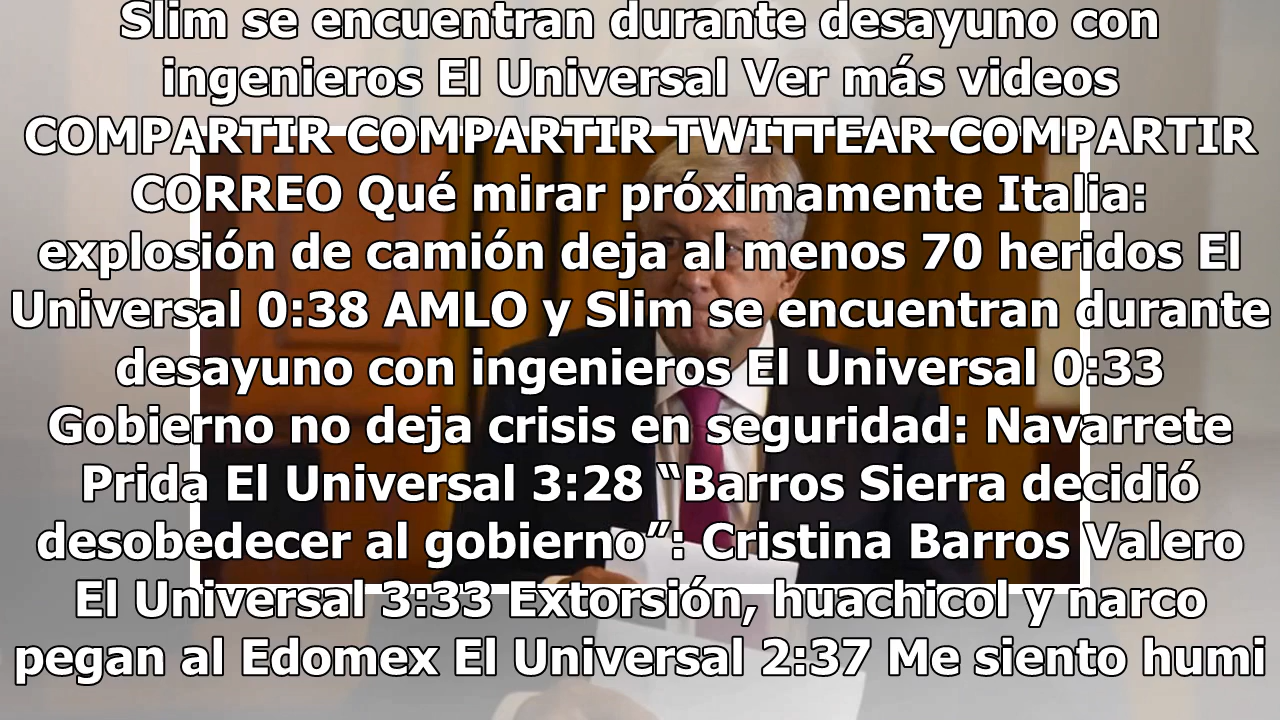 Slim se encuentran durante desayuno con
ingenieros El Universal Ver más videos
COMPARTIR COMPARTIR TWITTEAR COMPARTIR
CORREO Qué mirar próximamente Italia:
explosión de camión deja al menos 70 heridos El
Universal 0:38 AMLO y Slim se encuentran durante
desayuno con ingenieros El Universal 0:33
Gobierno no deja crisis en seguridad: Navarrete
Prida El Universal 3:28 “Barros Sierra decidió
desobedecer al gobierno”: Cristina Barros Valero
El Universal 3:33 Extorsión, huachicol y narco
pegan al Edomex El Universal 2:37 Me siento humi